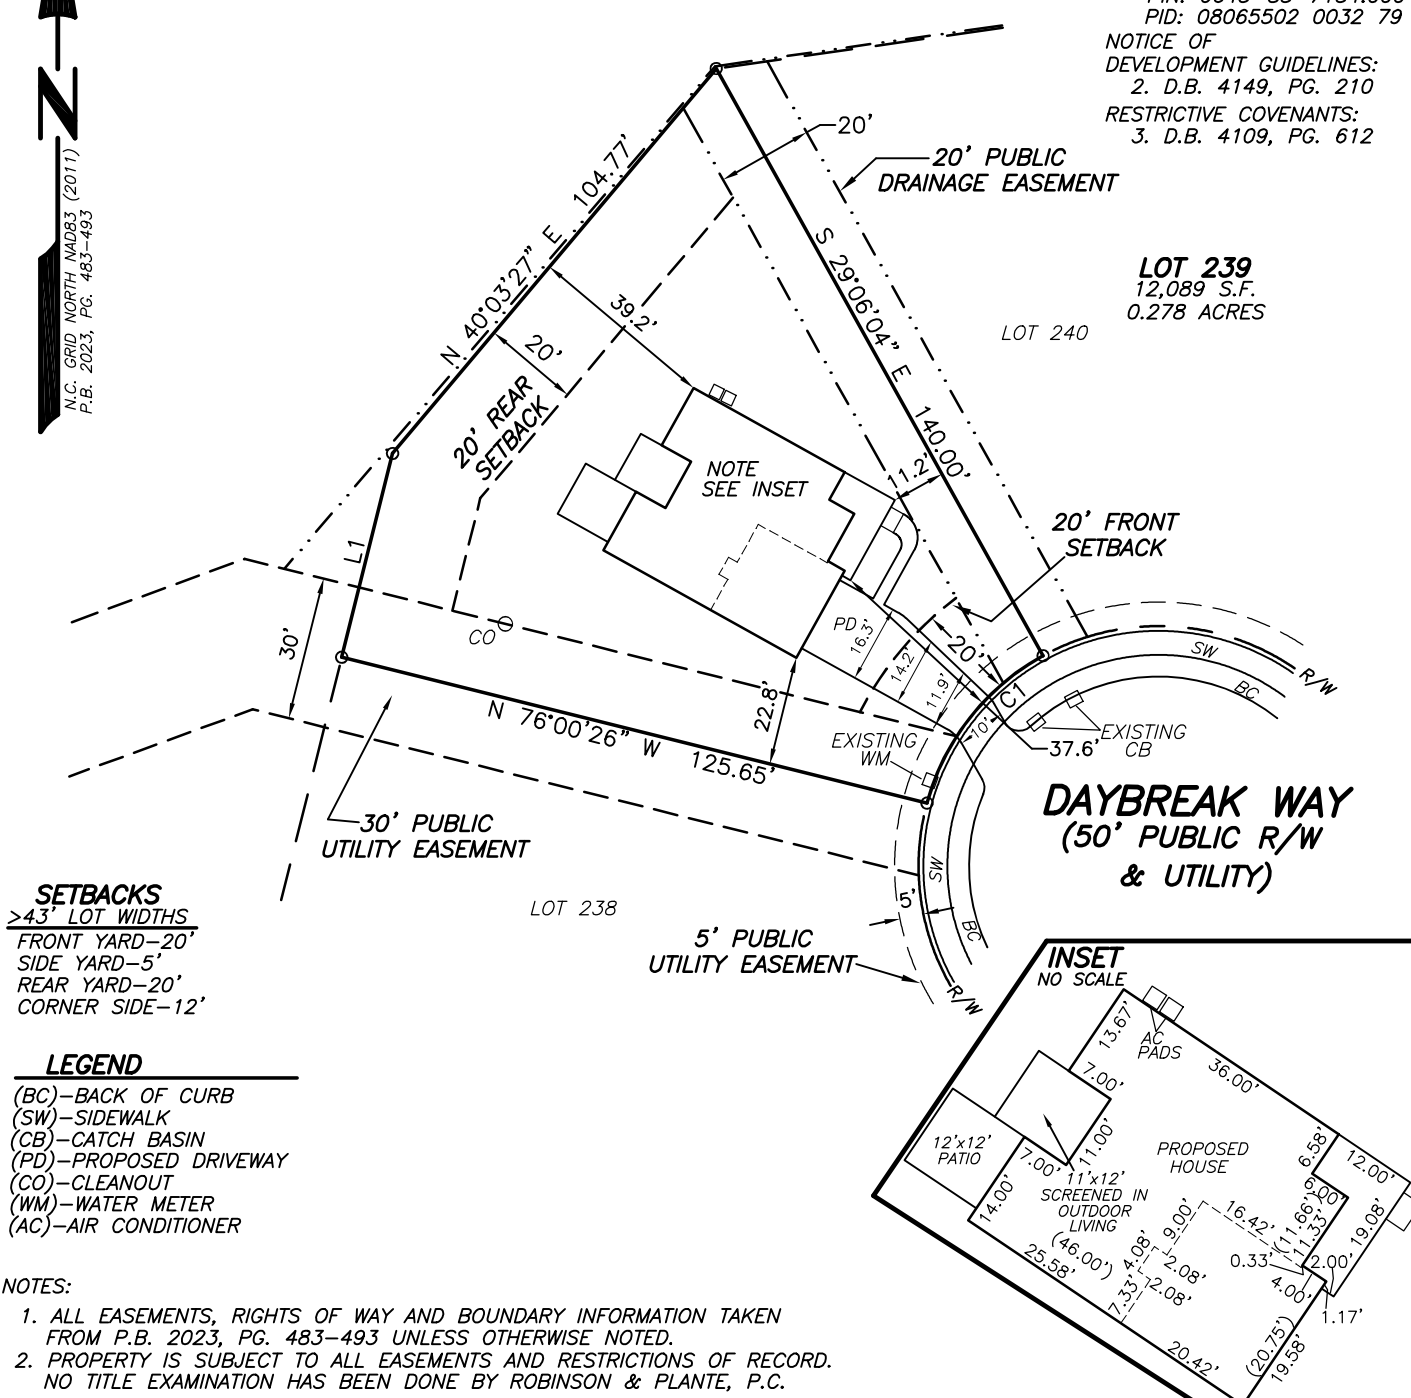 PID: 08065502 0032 79
NOTICE OF
DEVELOPMENT GUIDELINES:
2. D.B. 4149, PG. 210
RESTRICTIVE COVENANTS:
3. D.B. 4109, PG. 612
N
N.C. GRID NORTH NAD83 (2011)
P.B. 2023, PG. 483-493
20'
20' PUBLIC
DRAINAGE EASEMENT
N 40°03'27" E 104.77'
S 29°06'04" E 140.00'
LOT 239
12,089 S.F.
0.278 ACRES
LOT 240
39.2'
20'
20' REAR
SETBACK
NOTE
SEE INSET
11.2'
20' FRONT
SETBACK
L1
30'
CO
PD
16.3'
14.2'
11.9'
20'
22.8'
C1
10'
37.6'
SW
BC
R/W
EXISTING
CB
EXISTING
WM
N 76°00'26" W 125.65'
30' PUBLIC
UTILITY EASEMENT
DAYBREAK WAY
(50' PUBLIC R/W
& UTILITY)
LOT 238
SW
5'
BC
5' PUBLIC
UTILITY EASEMENT
R/W
SETBACKS
>43' LOT WIDTHS
FRONT YARD-20'
SIDE YARD-5'
REAR YARD-20'
CORNER SIDE-12'
LEGEND
(BC)-BACK OF CURB
(SW)-SIDEWALK
(CB)-CATCH BASIN
(PD)-PROPOSED DRIVEWAY
(CO)-CLEANOUT
(WM)-WATER METER
(AC)-AIR CONDITIONER
INSET
NO SCALE
13.67'
AC
PADS
36.00'
7.00'
11.00'
12'x12'
PATIO
7.00'
14.00'
11'x12'
SCREENED IN
OUTDOOR
LIVING
PROPOSED
HOUSE
6.58'
12.00'
6.00'
(11.66')
11.33'
19.08'
16.42'
9.00'
4.08'
2.08'
2.08'
7.33'
0.33'
2.00'
4.00'
1.17'
(46.00')
25.58'
20.42'
(20.75')
19.58'
NOTES:
1. ALL EASEMENTS, RIGHTS OF WAY AND BOUNDARY INFORMATION TAKEN
FROM P.B. 2023, PG. 483-493 UNLESS OTHERWISE NOTED.
2. PROPERTY IS SUBJECT TO ALL EASEMENTS AND RESTRICTIONS OF RECORD.
NO TITLE EXAMINATION HAS BEEN DONE BY ROBINSON & PLANTE, P.C.